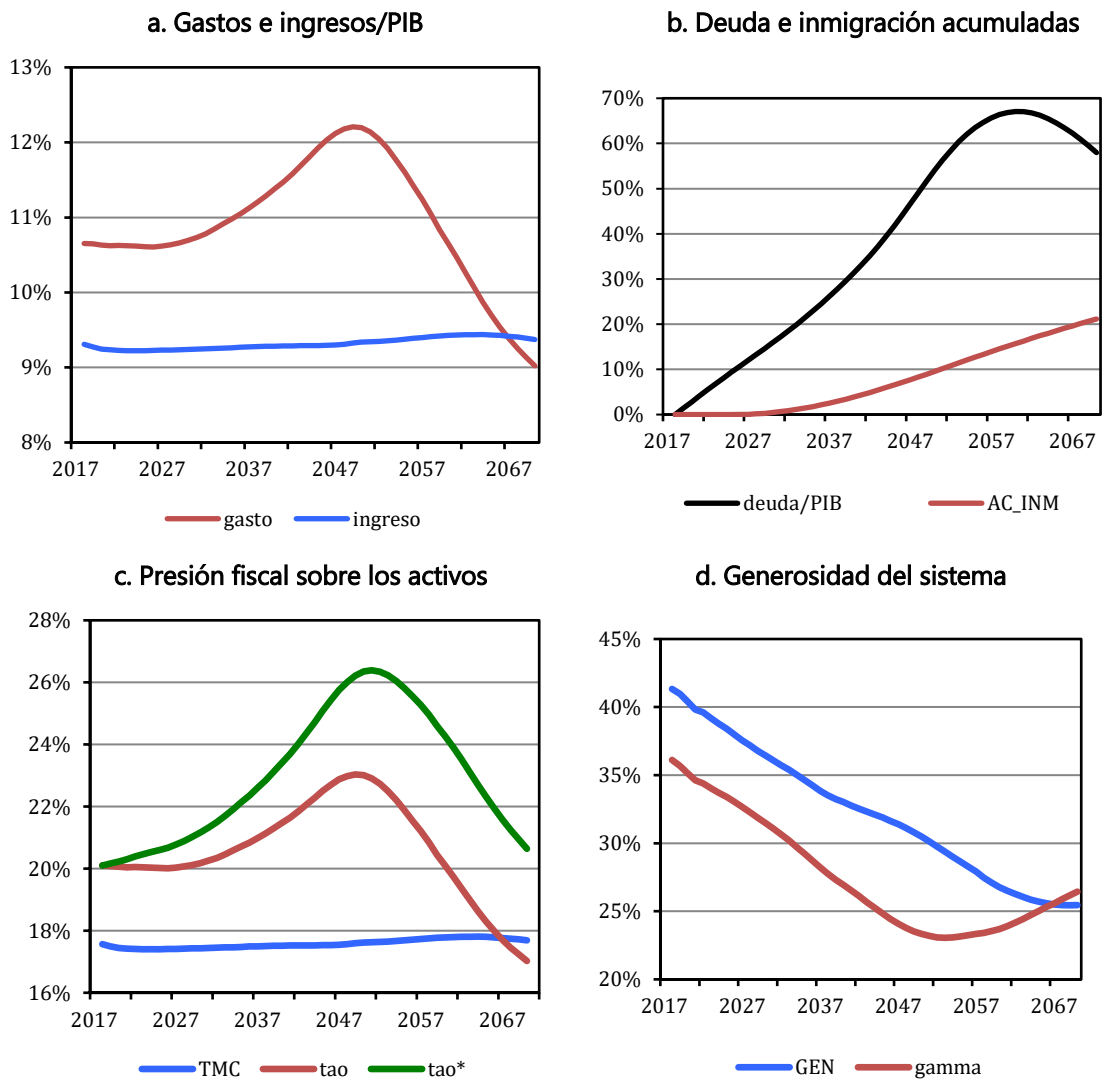 a. Gastos e ingresos/PIB
13%
12%
11%
10%
9%
8%
2017 2027 2037 2047 2057 2067
gasto ingreso
b. Deuda e inmigración acumuladas
70%
60%
50%
40%
30%
20%
10%
0%
2017 2027 2037 2047 2057 2067
deuda/PIB AC_INM
c. Presión fiscal sobre los activos
28%
26%
24%
22%
20%
18%
16%
2017 2027 2037 2047 2057 2067
TMC tao tao*
d. Generosidad del sistema
45%
40%
35%
30%
25%
20%
2017 2027 2037 2047 2057 2067
GEN gamma